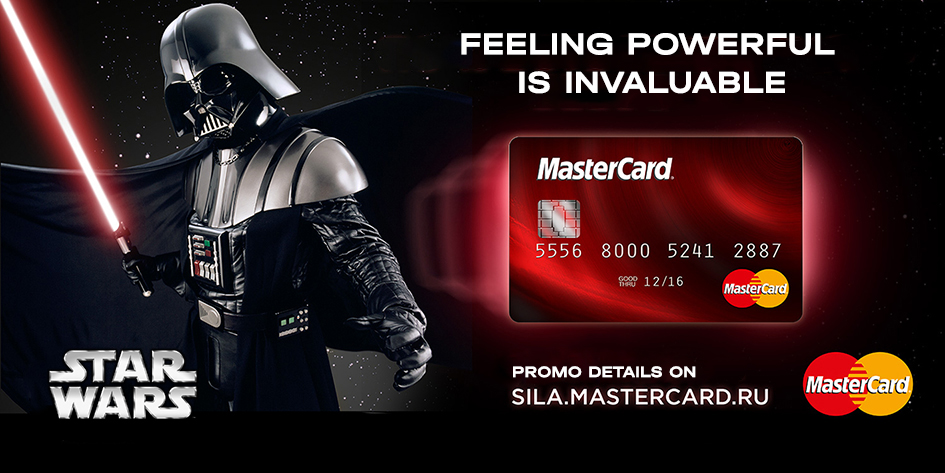 FEELING POWERFUL
IS INVALUABLE
MasterCard
5556 8000 5241 2887
GOOD
THRU 12/16
MasterCard
STAR
WARS
PROMO DETAILS ON
SILA.MASTERCARD.RU
MasterCard